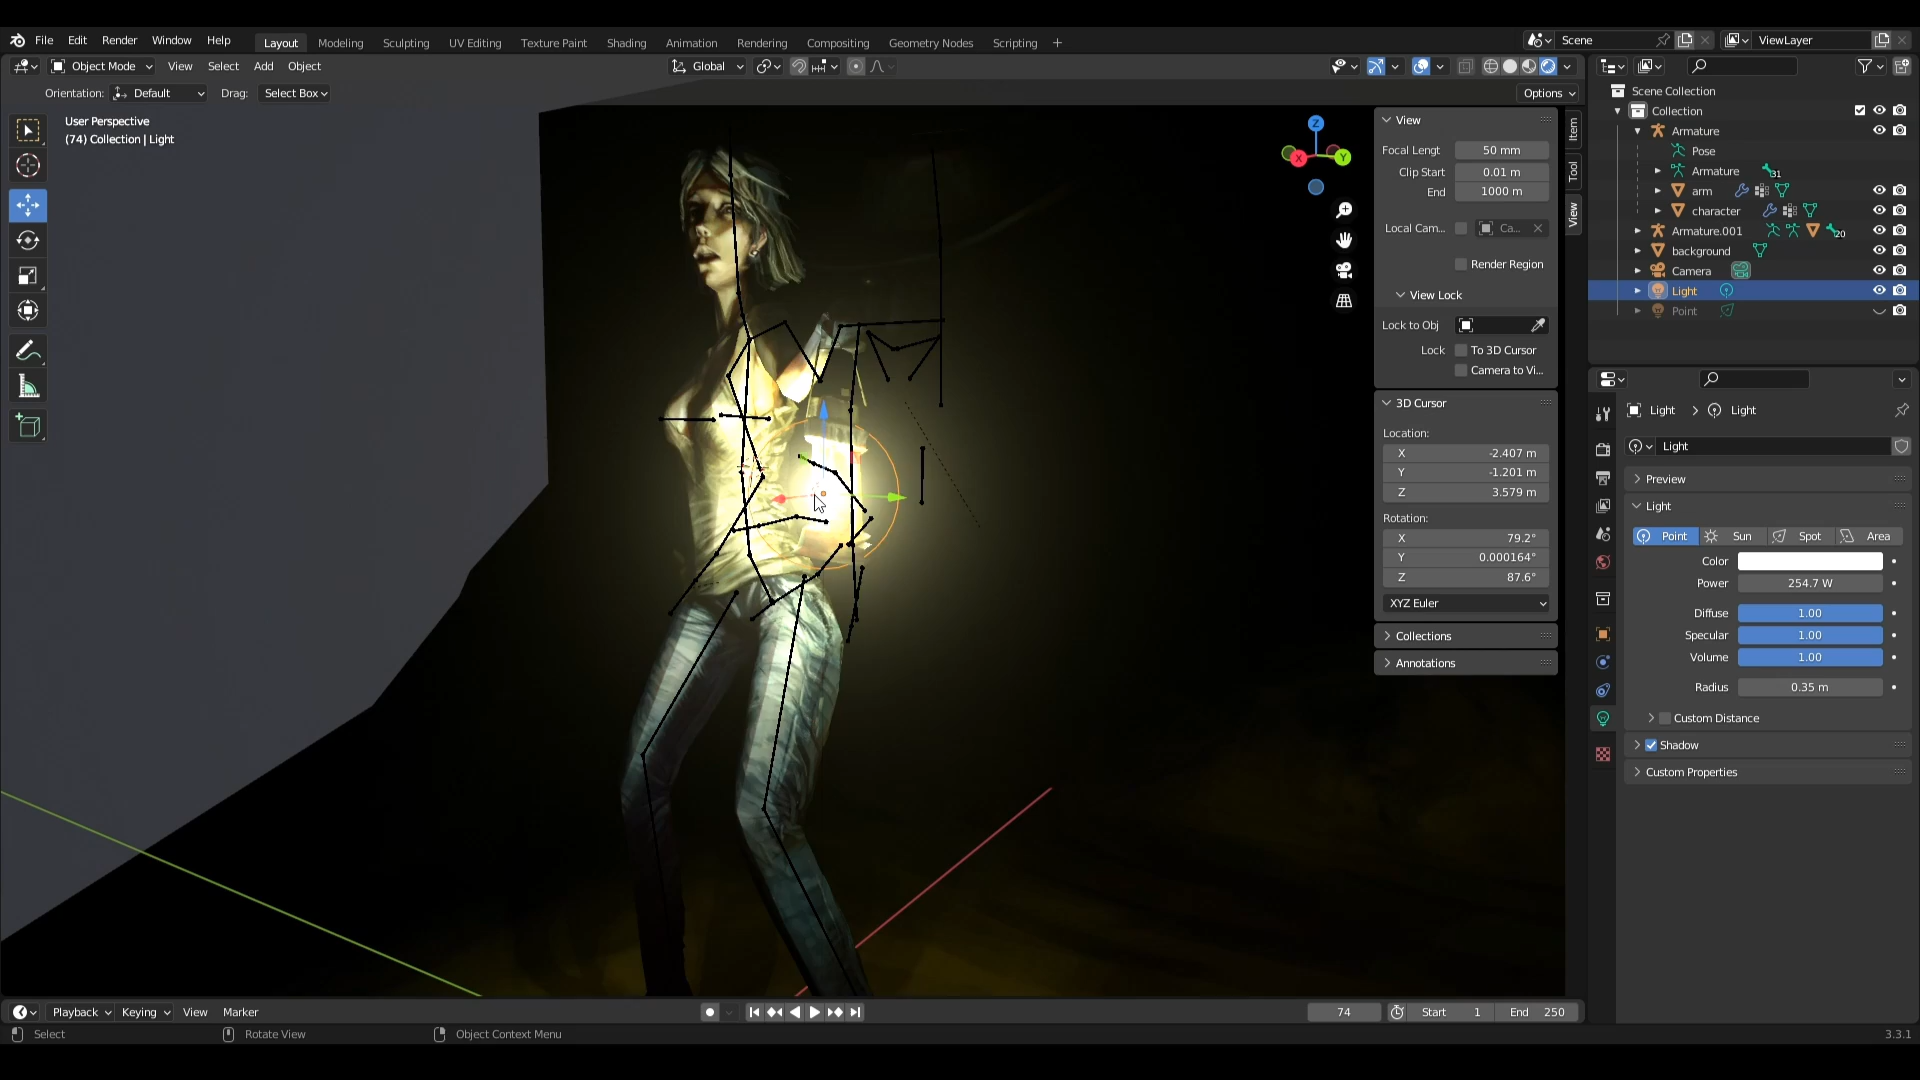 File Edit Render Window Help Layout Modeling Sculpting UV Editing Texture Paint Shading Animation Rendering Compositing Geometry Nodes Scripting + Scene ViewLayer
Object Mode View Select Add Object Global
Orientation: Default Drag: Select Box Options
User Perspective
(74) Collection | Light
Z
X
Y
View
Focal Lengt 50 mm
Clip Start 0.01 m
End 1000 m
Local Cam... Ca...
Render Region
View Lock
Lock to Obj
Lock To 3D Cursor
Camera to Vi...
3D Cursor
Location:
X -2.407 m
Y -1.201 m
Z 3.579 m
Rotation:
X 79.2°
Y 0.000164°
Z 87.6°
XYZ Euler
Collections
Annotations
Item
Tool
View
Scene Collection
Collection
Armature
Pose
Armature 31
arm
character
Armature.001 20
background
Camera
Light
Point
Light > Light
Light
Preview
Light
Point Sun Spot Area
Color
Power 254.7 W
Diffuse 1.00
Specular 1.00
Volume 1.00
Radius 0.35 m
Custom Distance
Shadow
Custom Properties
Playback Keying View Marker 74 Start 1 End 250
Select Rotate View Object Context Menu 3.3.1